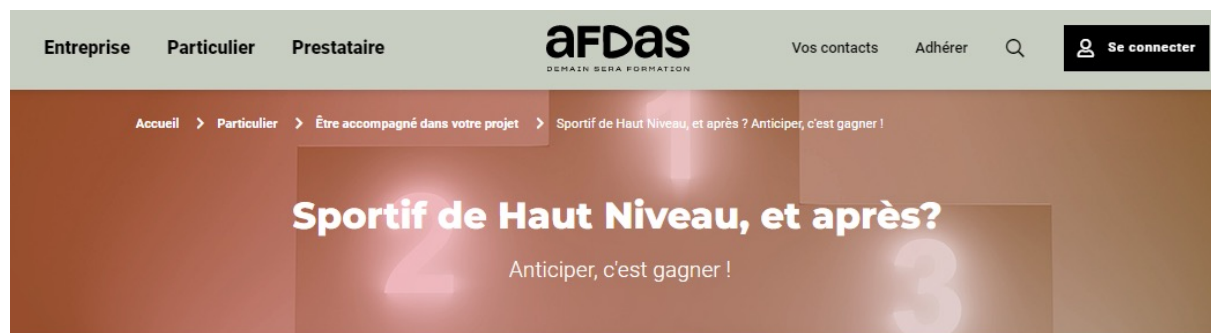 Entreprise Particulier Prestataire
aFDas
DEMAIN SERA FORMATION
Vos contacts Adhérer
Se connecter
Accueil > Particulier > Être accompagné dans votre projet > Sportif de Haut Niveau, et après ? Anticiper, c'est gagner !
1
2
3
Sportif de Haut Niveau, et après?
Anticiper, c'est gagner !